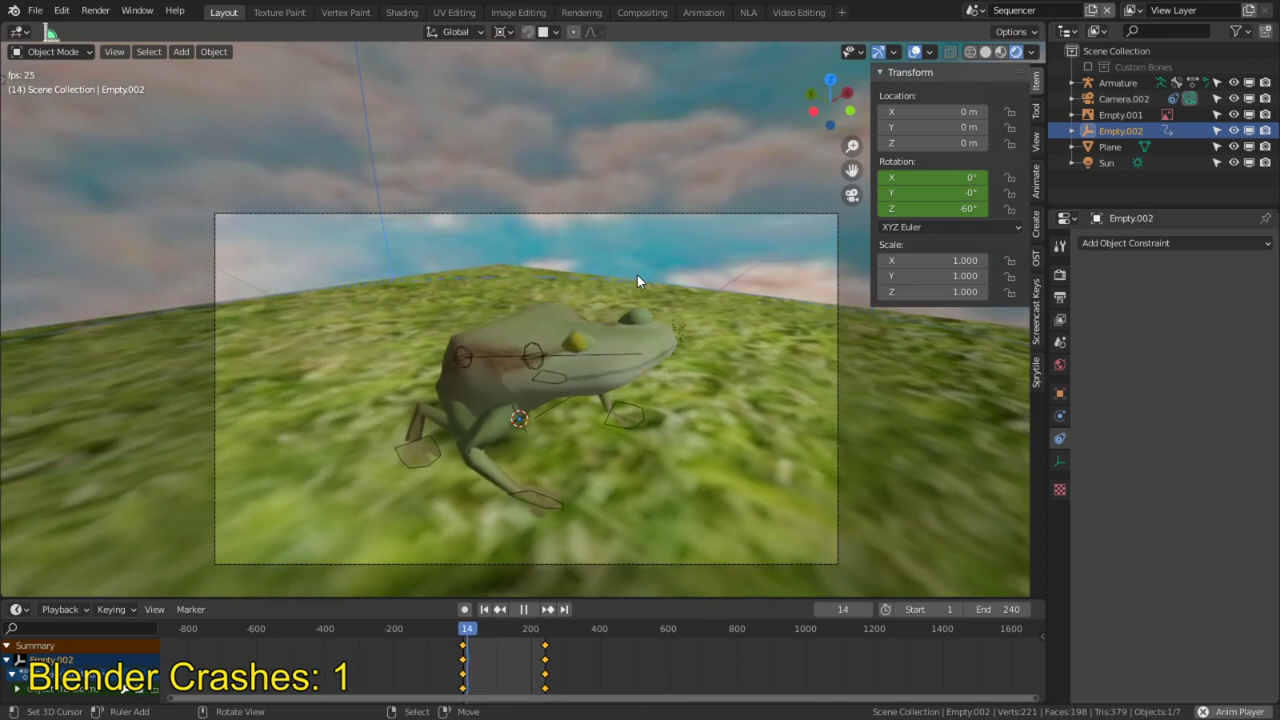 File Edit Render Window Help Layout Texture Paint Vertex Paint Shading UV Editing Image Editing Rendering Compositing Animation NLA Video Editing + Sequencer View Layer
Global Options
Object Mode View Select Add Object
fps: 25
(14) Scene Collection | Empty.002
Transform
Location:
X 0 m
Y 0 m
Z 0 m
Rotation:
X 0°
Y -0°
Z -60°
XYZ Euler
Scale:
X 1.000
Y 1.000
Z 1.000
Item
Tool
View
Animate
Create
OST
Screencast Keys
Sprytile
Scene Collection
Custom Bones
Armature
Camera.002
Empty.001
Empty.002
Plane
Sun
Empty.002
Add Object Constraint
Playback Keying View Marker 14 Start 1 End 240
-800 -600 -400 -200 14 200 400 600 800 1000 1200 1400 1600
Summary
Empty.002
Blender Crashes: 1
Set 3D Cursor Ruler Add Rotate View Select Move Scene Collection | Empty.002 | Verts:221 | Faces:198 | Tris:379 | Objects:1/7 Anim Player